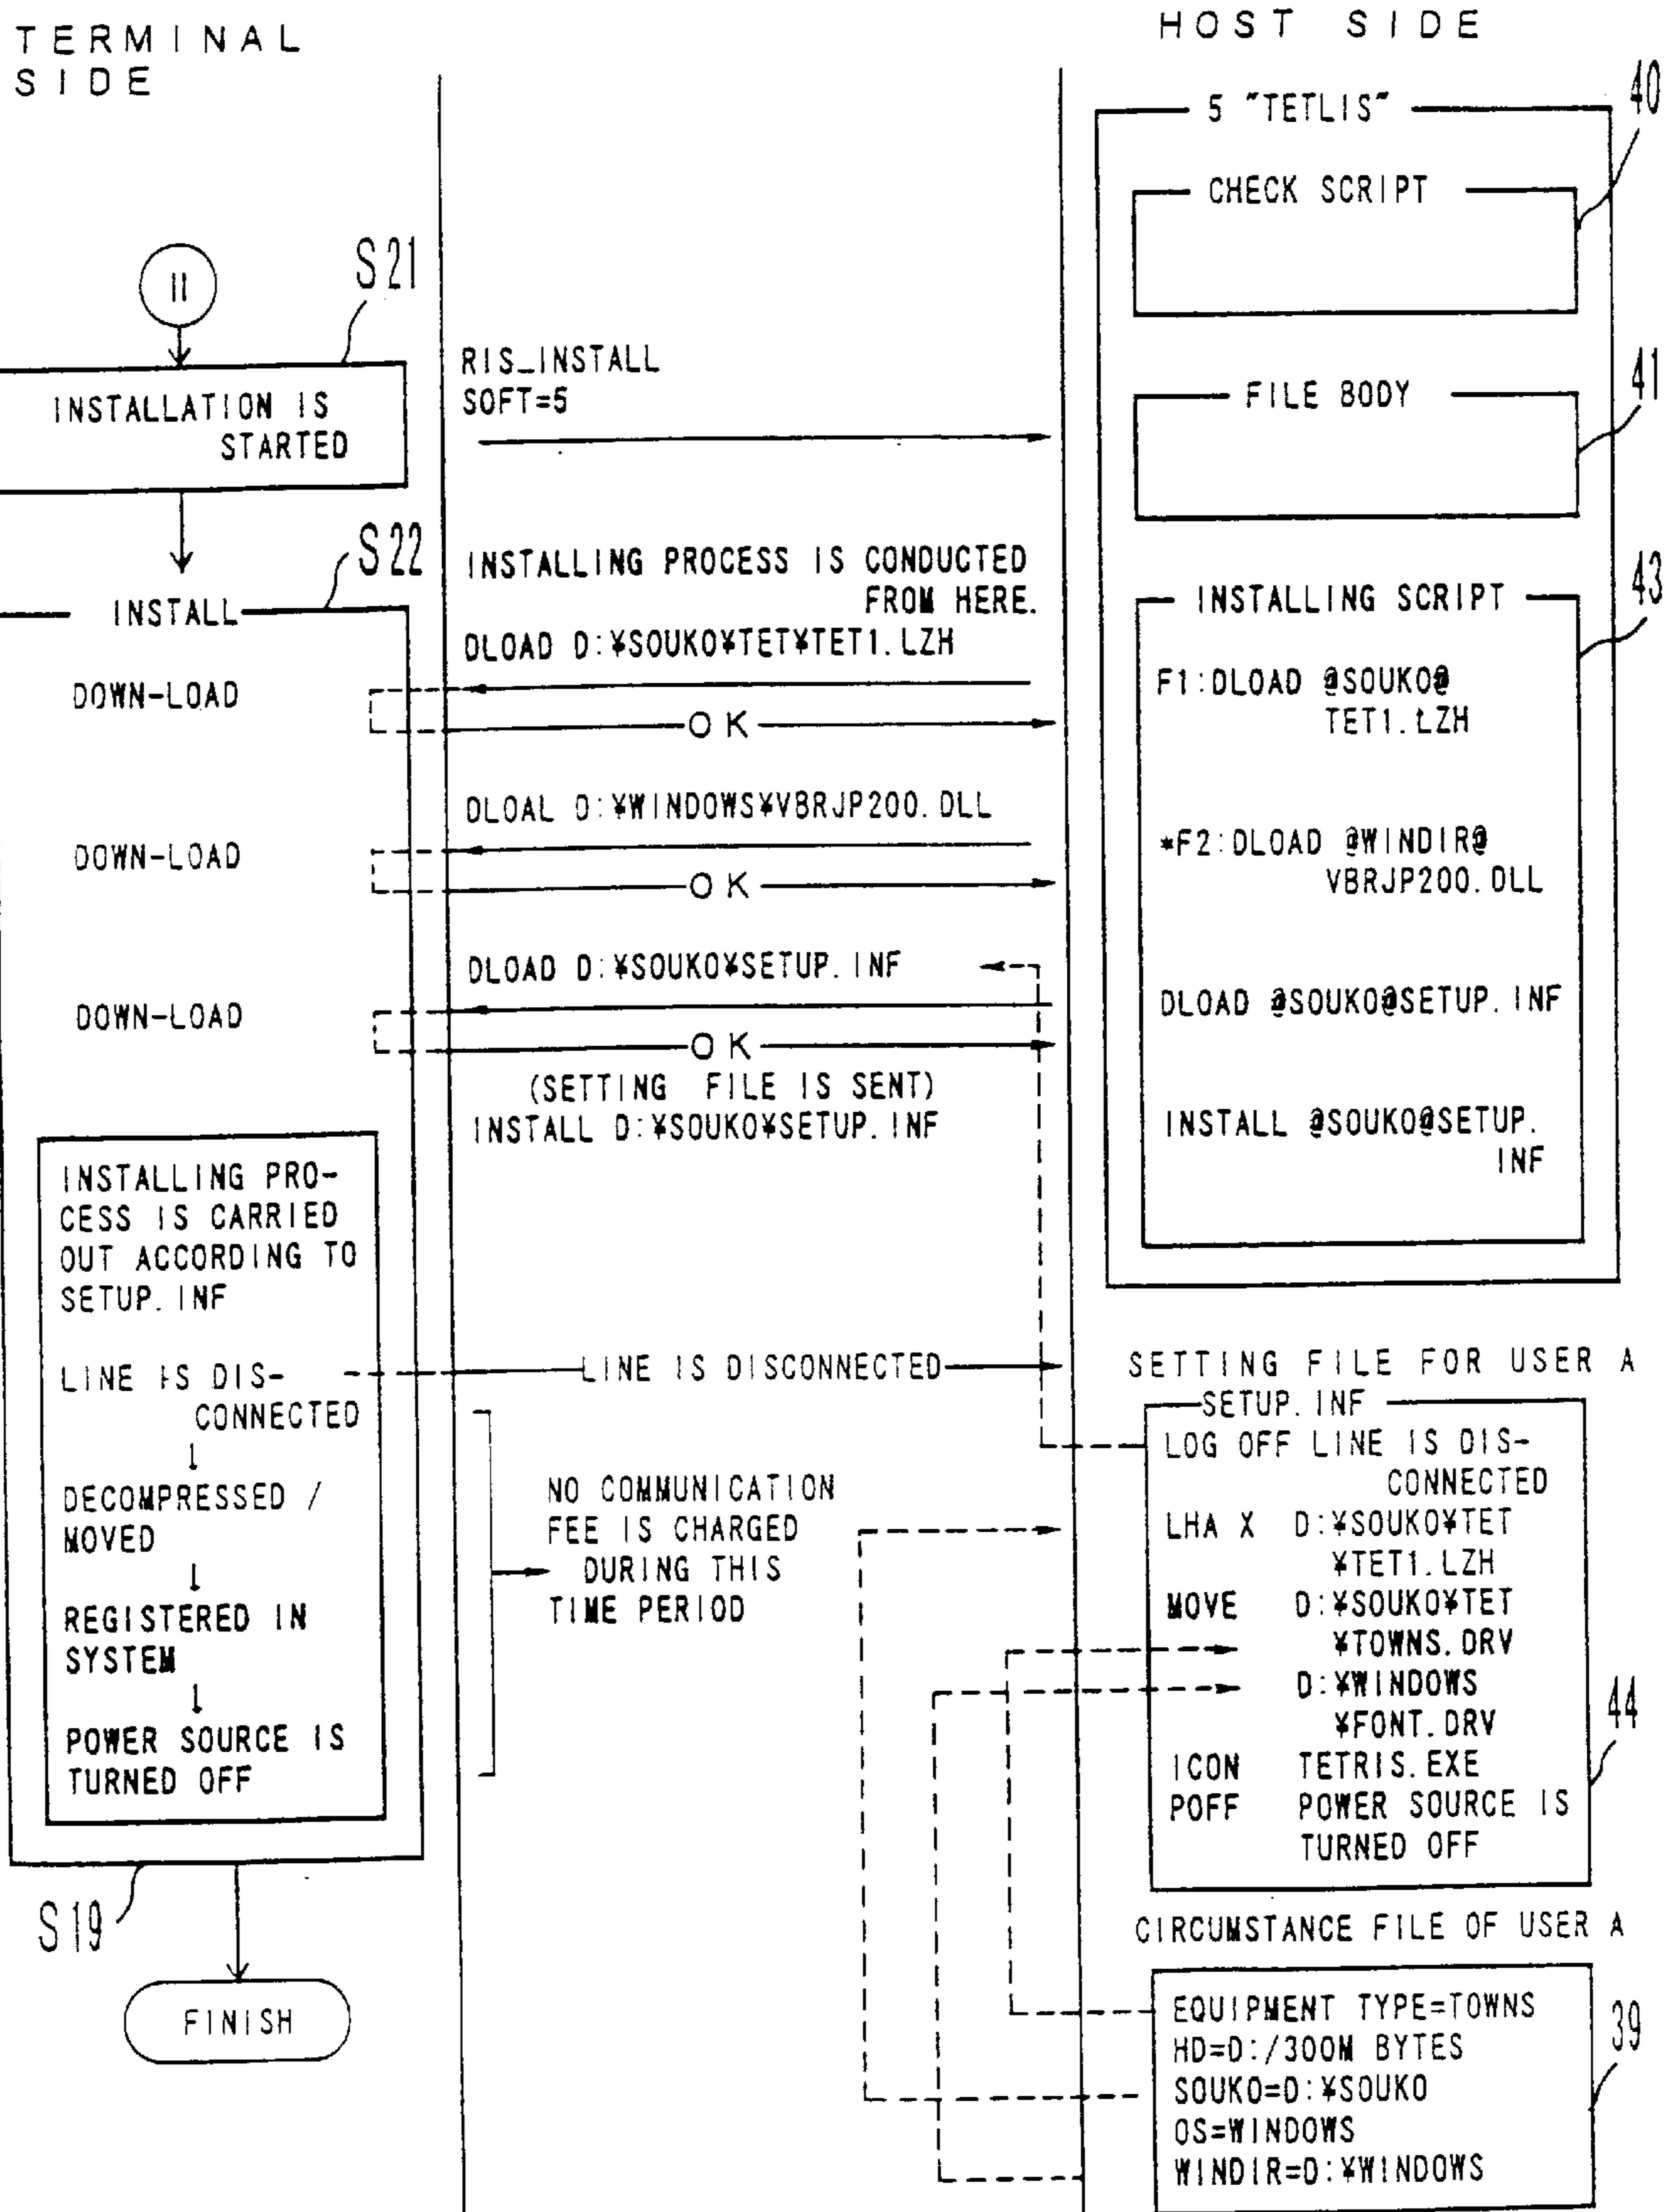 TERMINAL
SIDE
HOST SIDE
II
S21
INSTALLATION IS
STARTED
S22
INSTALL
DOWN-LOAD
DOWN-LOAD
DOWN-LOAD
INSTALLING PRO-
CESS IS CARRIED
OUT ACCORDING TO
SETUP.INF
LINE IS DIS-
CONNECTED
DECOMPRESSED /
MOVED
REGISTERED IN
SYSTEM
POWER SOURCE IS
TURNED OFF
S19
FINISH
RIS_INSTALL
SOFT=5
INSTALLING PROCESS IS CONDUCTED
FROM HERE.
DLOAD D:¥SOUKO¥TET¥TET1.LZH
OK
DLOAL D:¥WINDOWS¥VBRJP200.DLL
OK
DLOAD D:¥SOUKO¥SETUP.INF
OK
(SETTING FILE IS SENT)
INSTALL D:¥SOUKO¥SETUP.INF
LINE IS DISCONNECTED
NO COMMUNICATION
FEE IS CHARGED
DURING THIS
TIME PERIOD
5 "TETLIS"
40
CHECK SCRIPT
41
FILE BODY
43
INSTALLING SCRIPT
F1:DLOAD @SOUKO@
TET1.LZH
*F2:DLOAD @WINDIR@
VBRJP200.DLL
DLOAD @SOUKO@SETUP.INF
INSTALL @SOUKO@SETUP.
INF
SETTING FILE FOR USER A
SETUP.INF
LOG OFF LINE IS DIS-
CONNECTED
LHA X D:¥SOUKO¥TET
¥TET1.LZH
MOVE D:¥SOUKO¥TET
¥TOWNS.DRV
D:¥WINDOWS
¥FONT.DRV
ICON TETRIS.EXE
POFF POWER SOURCE IS
TURNED OFF
44
CIRCUMSTANCE FILE OF USER A
EQUIPMENT TYPE=TOWNS
HD=D:/300M BYTES
SOUKO=D:¥SOUKO
OS=WINDOWS
WINDIR=D:¥WINDOWS
39